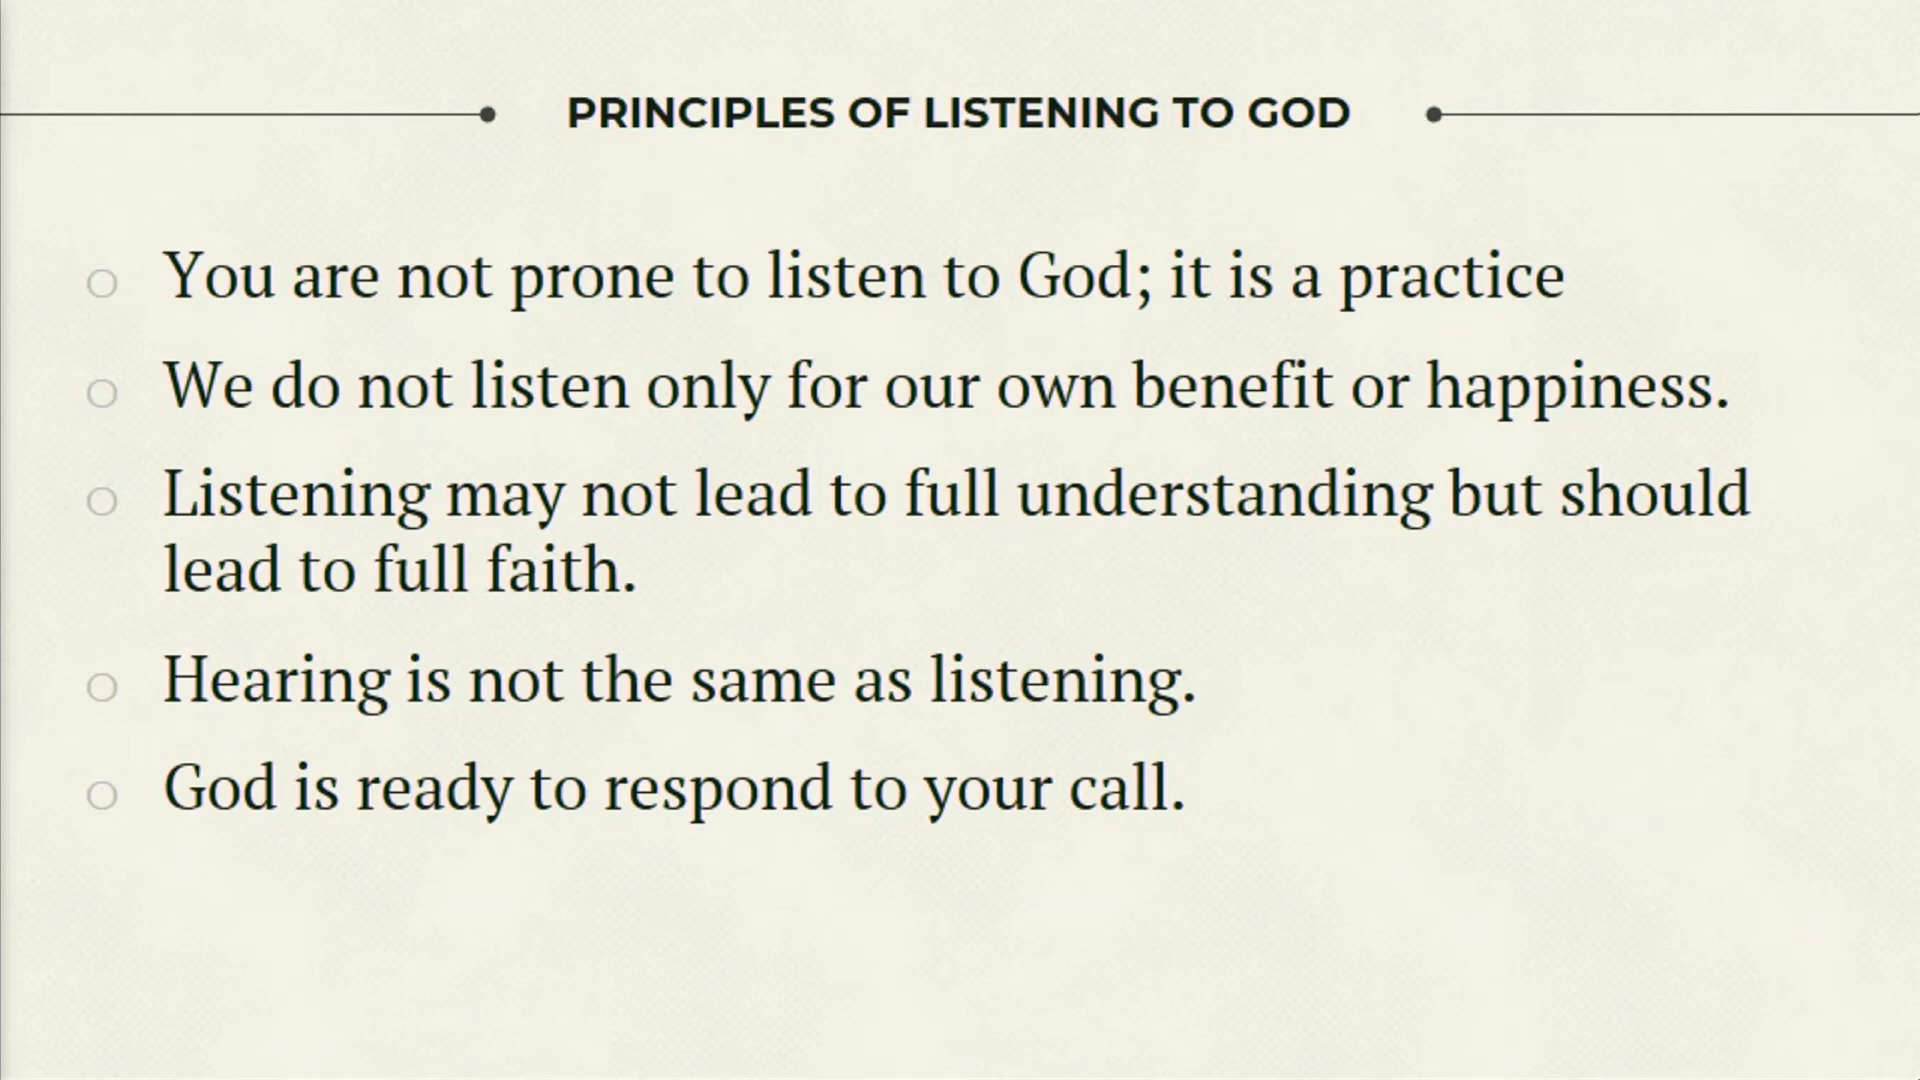 PRINCIPLES OF LISTENING TO GOD
You are not prone to listen to God; it is a practice
We do not listen only for our own benefit or happiness.
Listening may not lead to full understanding but should
lead to full faith.
Hearing is not the same as listening.
God is ready to respond to your call.